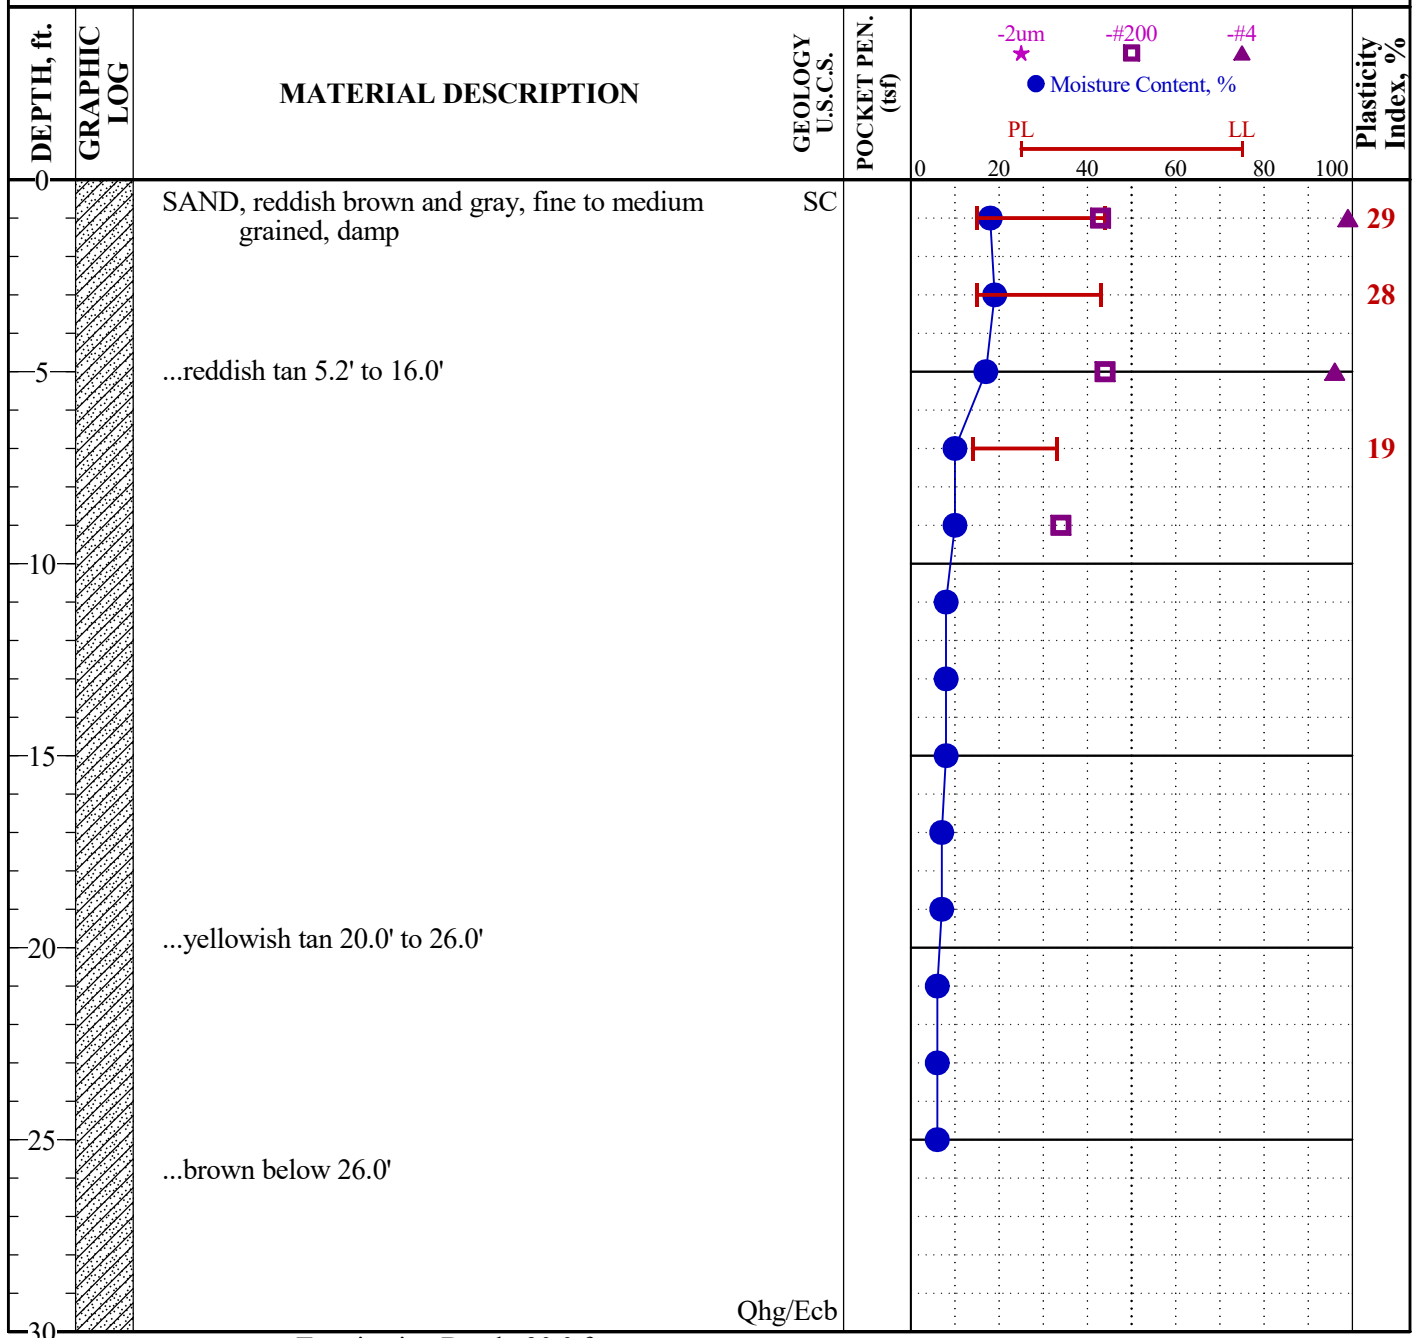 DEPTH, ft.
GRAPHIC
LOG
MATERIAL DESCRIPTION
GEOLOGY
U.S.C.S.
POCKET PEN.
(tsf)
-2um -#200 -#4
Moisture Content, %
PL LL
0 20 40 60 80 100
Plasticity
Index, %
0
SAND, reddish brown and gray, fine to medium SC
grained, damp
29
28
5
...reddish tan 5.2' to 16.0'
19
10
15
20
...yellowish tan 20.0' to 26.0'
25
...brown below 26.0'
Qhg/Ecb
30